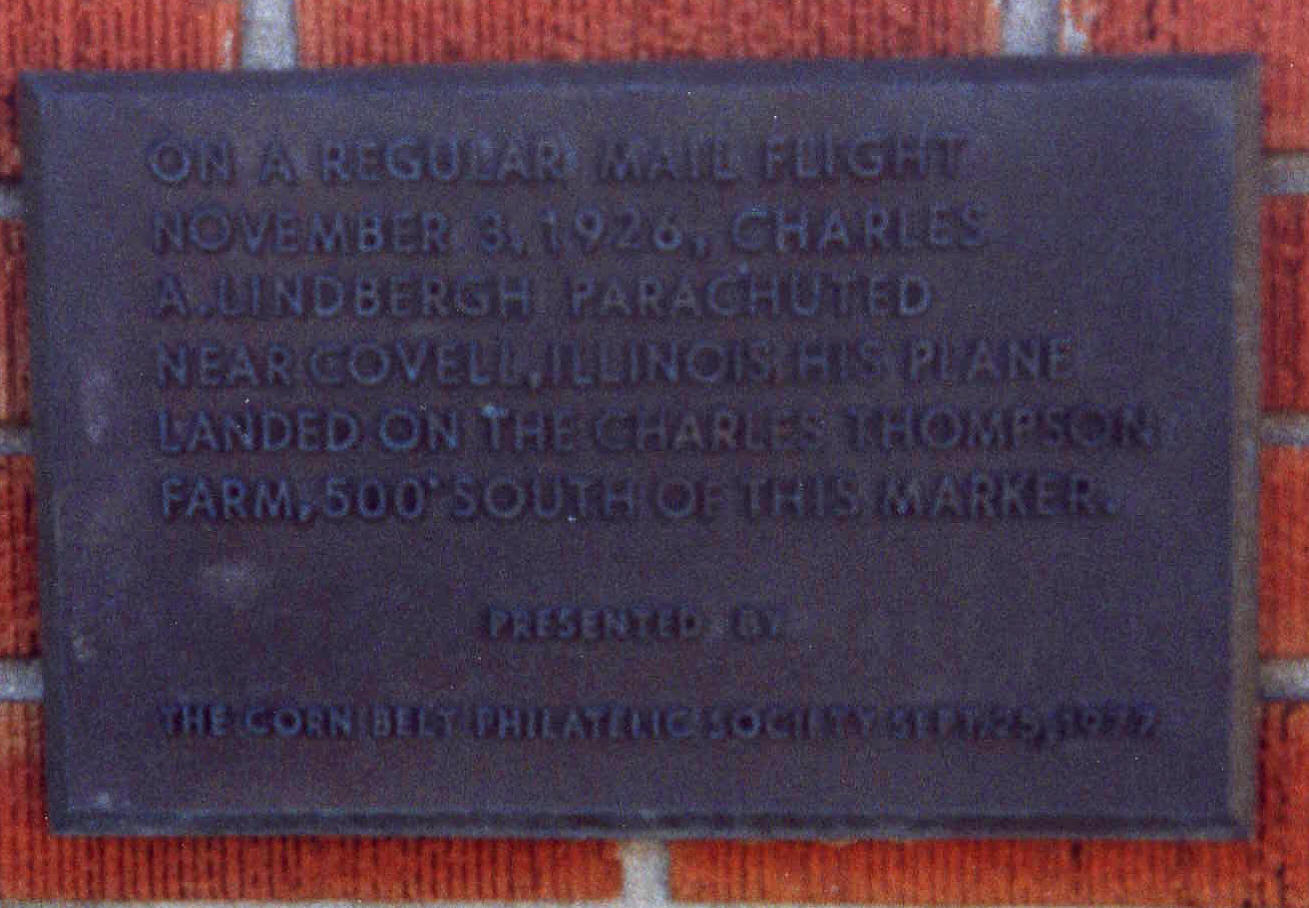 ON A REGULAR MAIL FLIGHT
NOVEMBER 3, 1926, CHARLES
A. LINDBERGH PARACHUTED
NEAR COVELL, ILLINOIS. HIS PLANE
LANDED ON THE CHARLES THOMPSON
FARM, 500' SOUTH OF THIS MARKER.
PRESENTED BY
THE CORN BELT PHILATELIC SOCIETY SEPT. 25, 1977